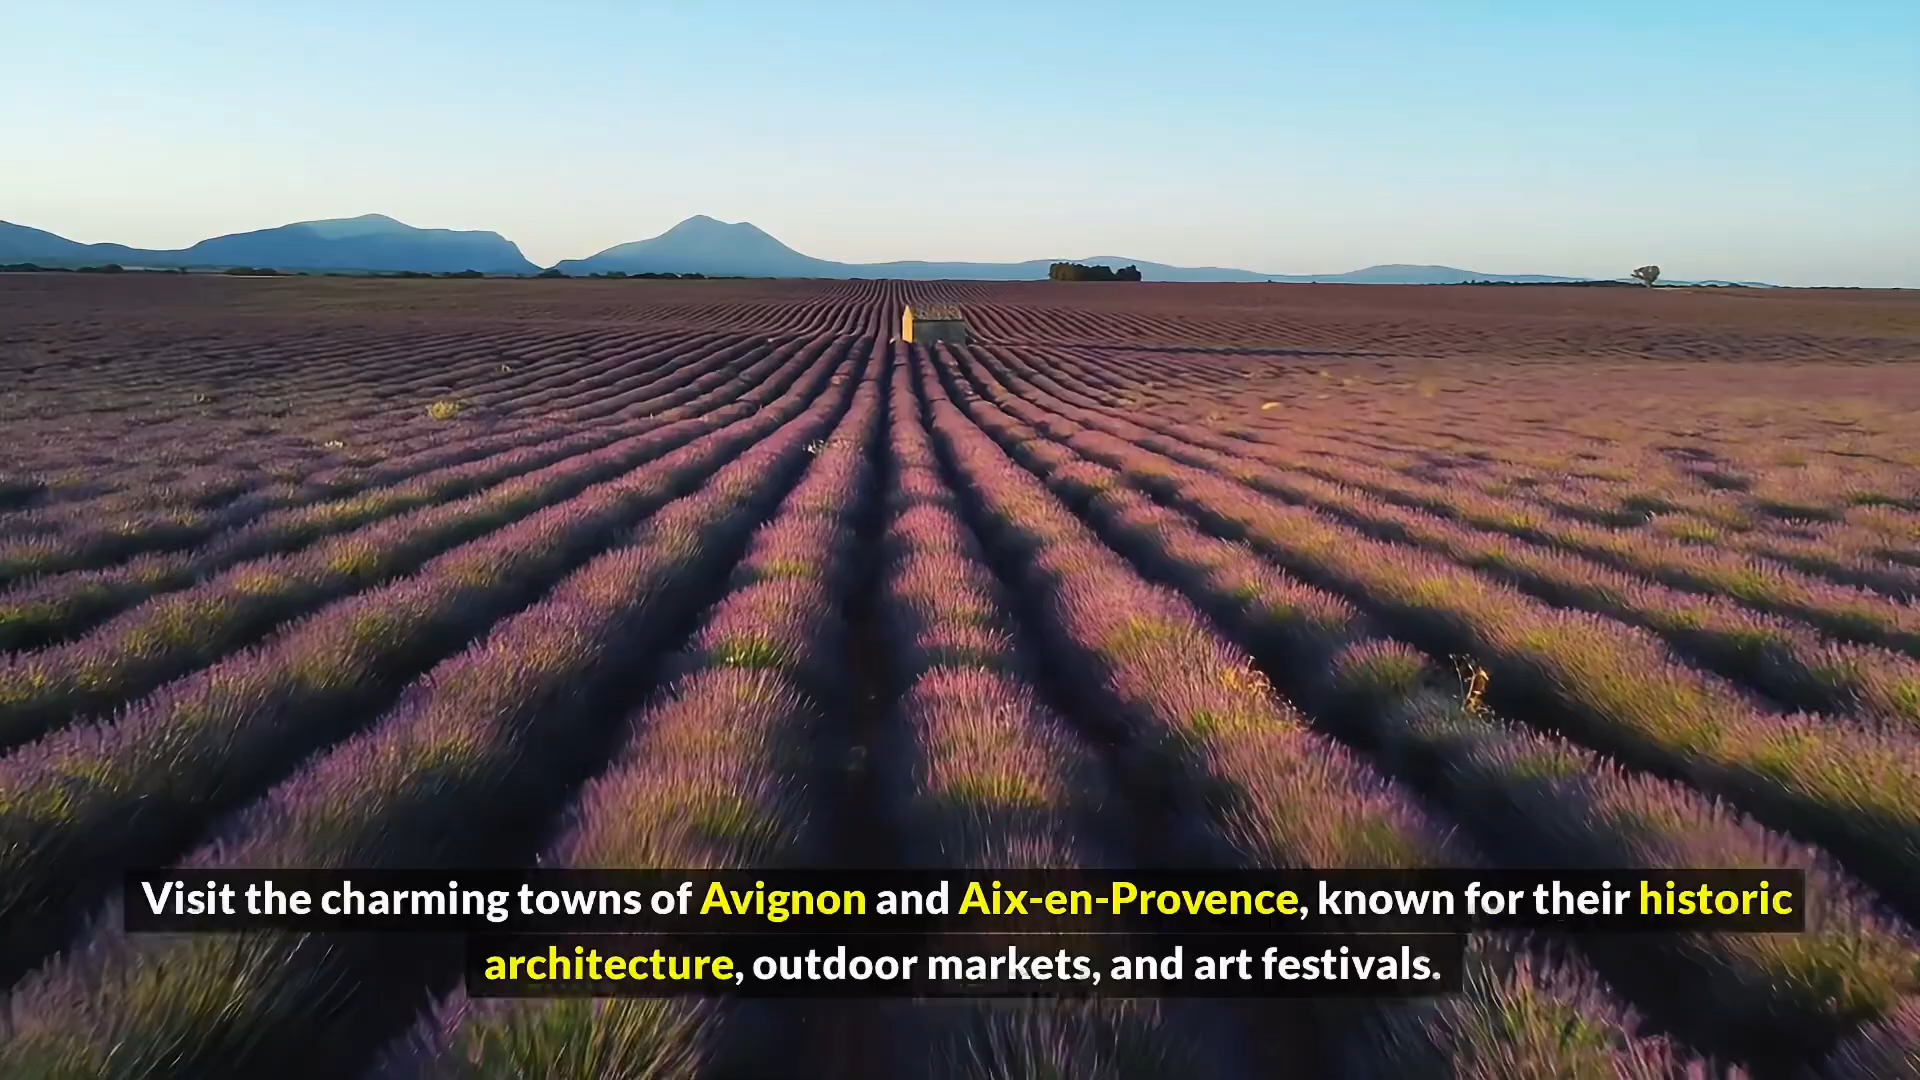 Visit the charming towns of Avignon and Aix-en-Provence, known for their historic
architecture, outdoor markets, and art festivals.